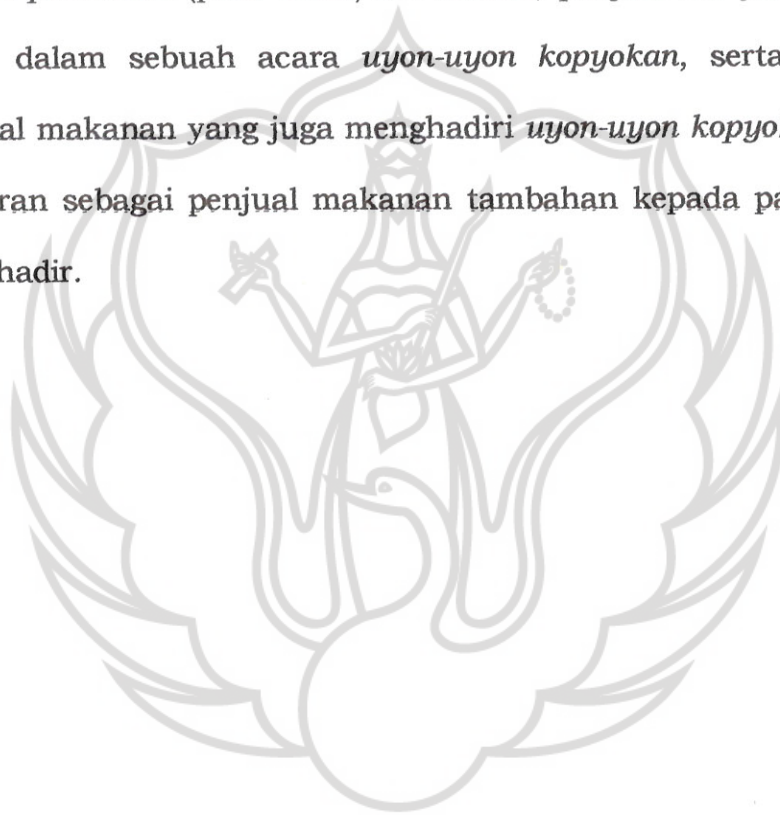 dalam sebuah acara uyon-uyon kopyokan, serta
al makanan yang juga menghadiri uyon-uyon kopyo
ran sebagai penjual makanan tambahan kepada pa
hadir.